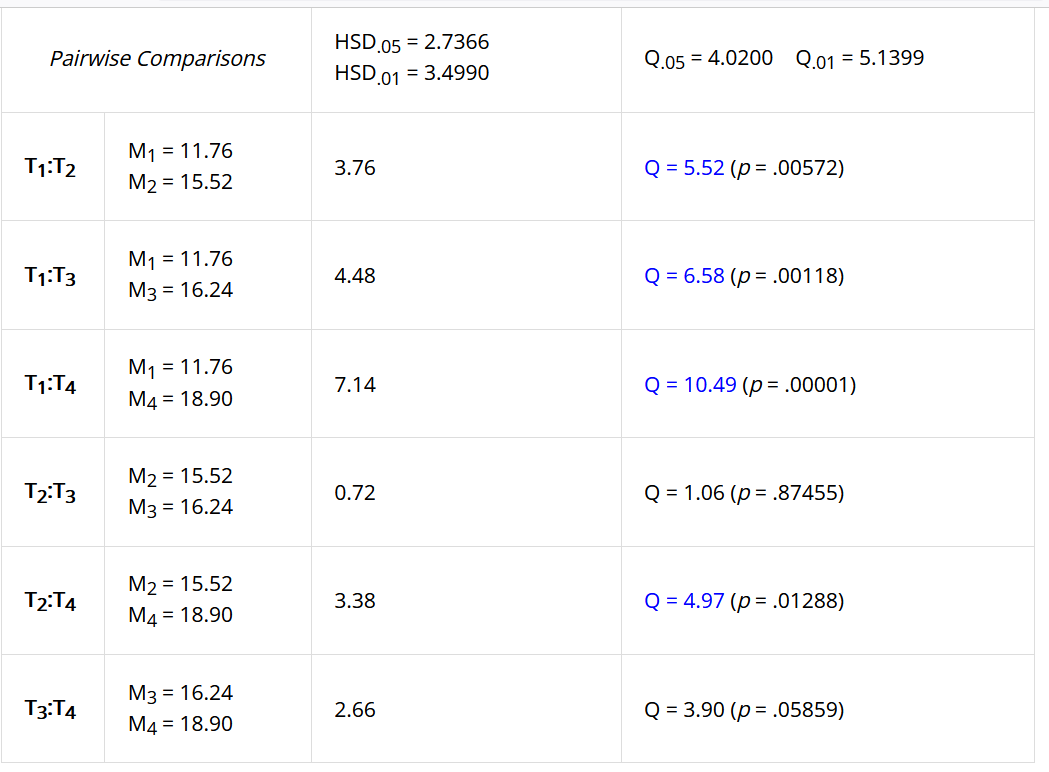 Pairwise Comparisons
HSD.05 = 2.7366
HSD.01 = 3.4990
Q.05 = 4.0200 Q.01 = 5.1399
T1:T2
M1 = 11.76
M2 = 15.52
3.76
Q = 5.52 (p = .00572)
T1:T3
M1 = 11.76
M3 = 16.24
4.48
Q = 6.58 (p = .00118)
T1:T4
M1 = 11.76
M4 = 18.90
7.14
Q = 10.49 (p = .00001)
T2:T3
M2 = 15.52
M3 = 16.24
0.72
Q = 1.06 (p = .87455)
T2:T4
M2 = 15.52
M4 = 18.90
3.38
Q = 4.97 (p = .01288)
T3:T4
M3 = 16.24
M4 = 18.90
2.66
Q = 3.90 (p = .05859)